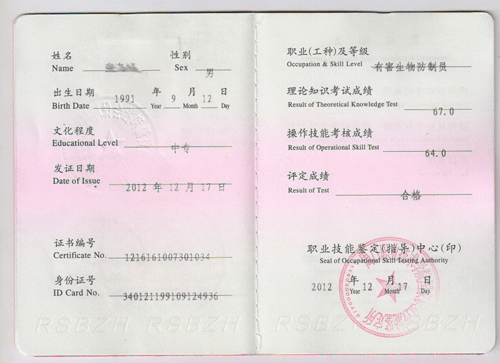 姓名
Name
性别
Sex 男
出生日期
Birth Date 1991 年 Year 9 月 Month 12 日 Day
文化程度
Educational Level 中专
发证日期
Date of Issue 2012 年 12 月 17 日
证书编号
Certificate No. 1216161007301034
身份证号
ID Card No. 340121199109124936
RSBZH RSBZH
职业(工种)及等级
Occupation & Skill Level 有害生物防制员
理论知识考试成绩
Result of Theoretical Knowledge Test 67.0
操作技能考核成绩
Result of Operational Skill Test 64.0
评定成绩
Result of Test 合格
职业技能鉴定(指导)中心(印)
Seal of Occupational Skill Testing Authority
2012 年 Year 12 月 Month 17 日 Day
RSBZH RSBZH